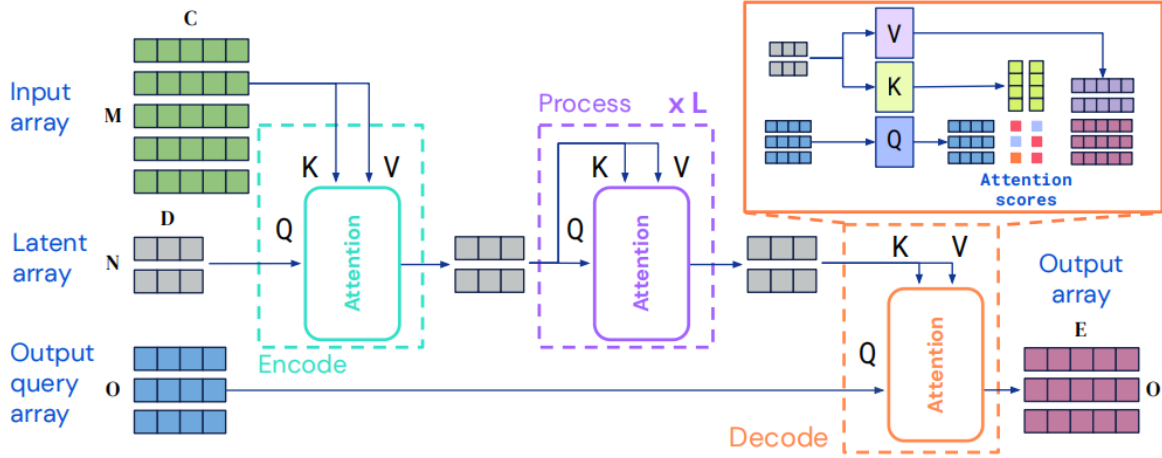 C
Input
array
M
D
Latent
array
N
Output
query
array
O
K
V
Q
Attention
Encode
Process
x L
K
V
Q
Attention
K
V
Q
Attention
Decode
V
K
Q
Attention
scores
Output
array
E
O